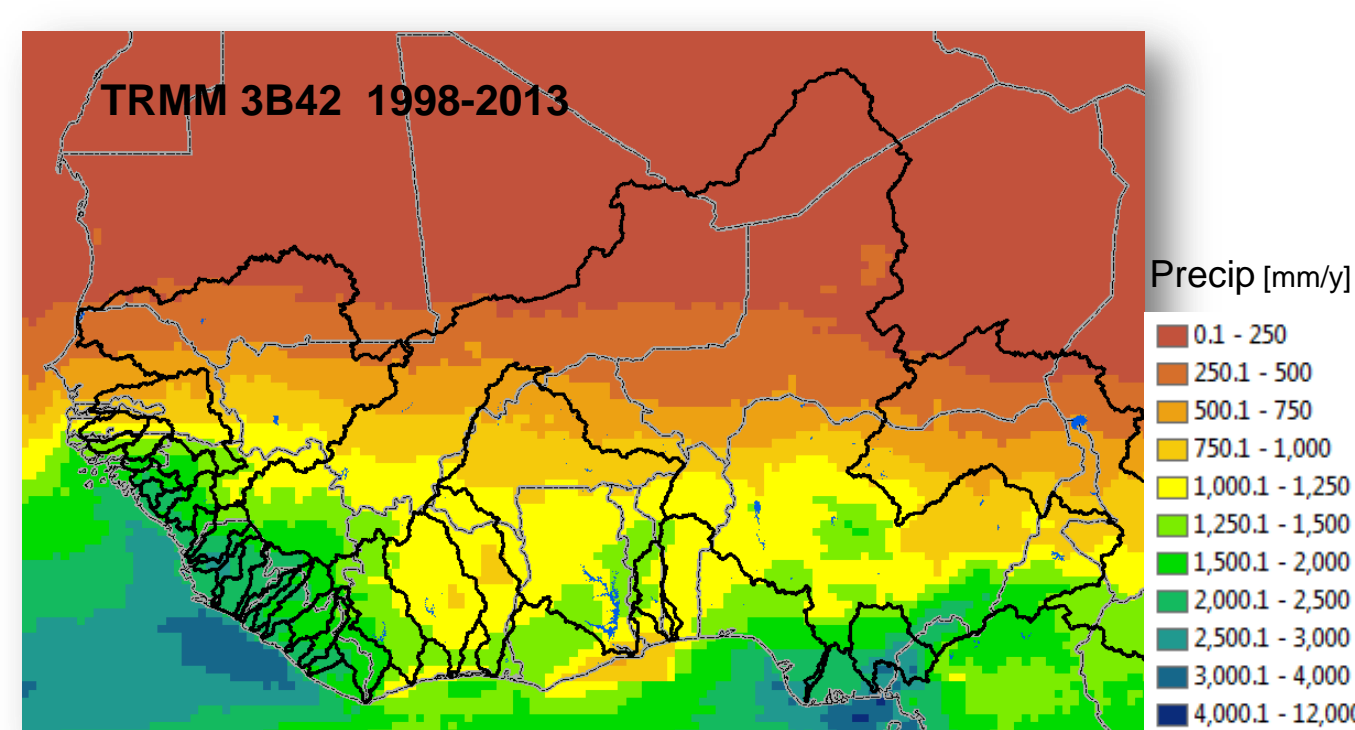 TRMM 3B42 1998-2013
Precip [mm/y]
0.1 - 250
250.1 - 500
500.1 - 750
750.1 - 1,000
1,000.1 - 1,250
1,250.1 - 1,500
1,500.1 - 2,000
2,000.1 - 2,500
2,500.1 - 3,000
3,000.1 - 4,000
4,000.1 - 12,000